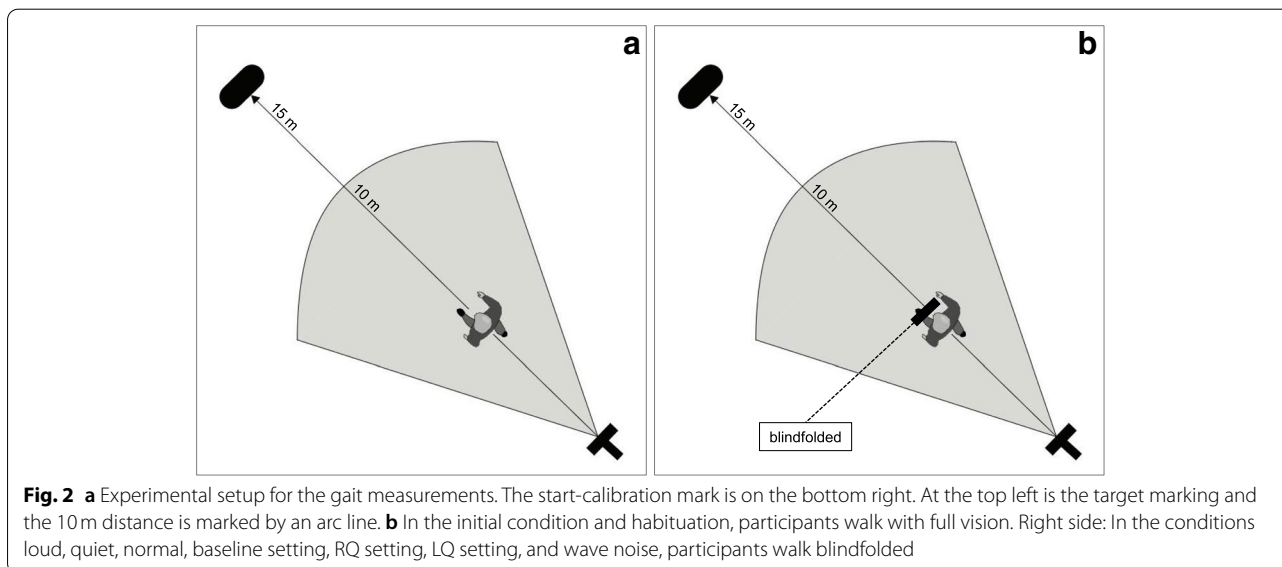 a
15 m
10 m
b
15 m
10 m
blindfolded
Fig. 2 a Experimental setup for the gait measurements. The start-calibration mark is on the bottom right. At the top left is the target marking and
the 10 m distance is marked by an arc line. b In the initial condition and habituation, participants walk with full vision. Right side: In the conditions
loud, quiet, normal, baseline setting, RQ setting, LQ setting, and wave noise, participants walk blindfolded